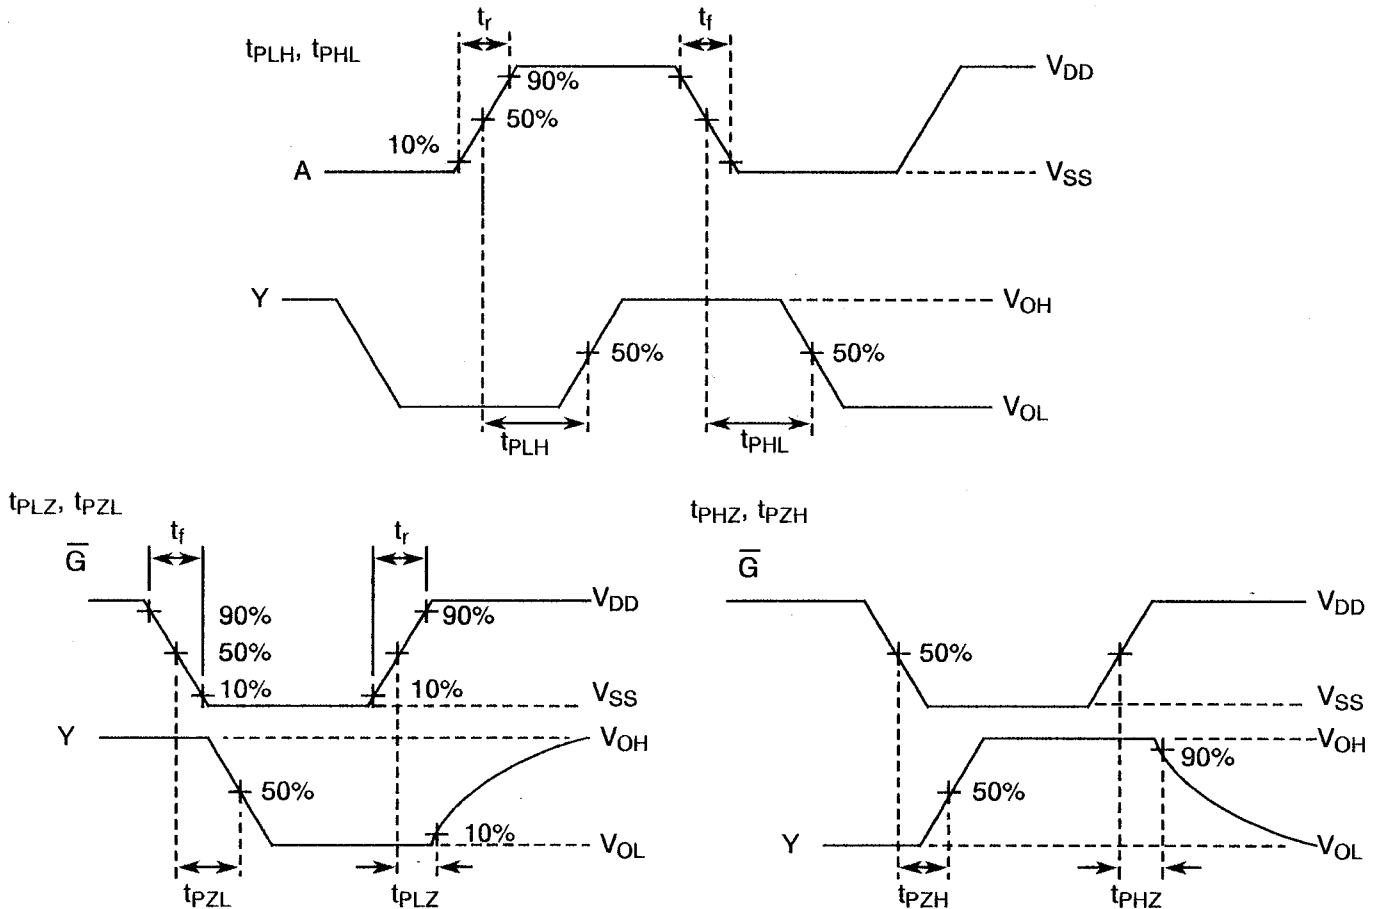 tPLH, tPHL
tr
tf
VDD
90%
50%
10%
A
VSS
Y
VOH
50%
50%
VOL
tPLH
tPHL
tPLZ, tPZL
tf
tr
G̅
VDD
90%
90%
50%
10%
10%
VSS
Y
VOH
50%
10%
VOL
tPZL
tPLZ
tPHZ, tPZH
G̅
VDD
50%
VSS
VOH
90%
50%
Y
VOL
tPZH
tPHZ